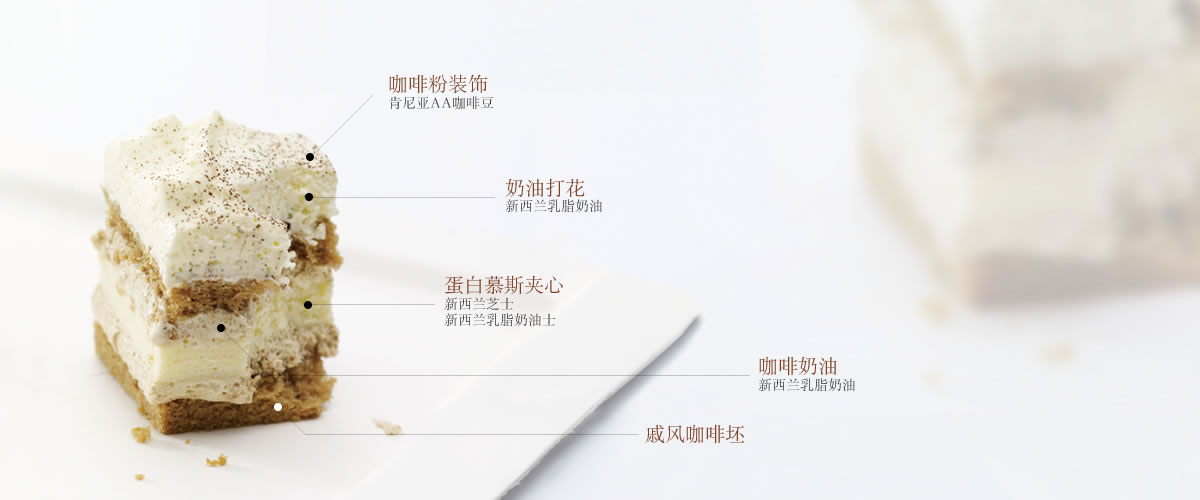 咖啡粉装饰
肯尼亚AA咖啡豆
奶油打花
新西兰乳脂奶油
蛋白慕斯夹心
新西兰芝士
新西兰乳脂奶油士
咖啡奶油
新西兰乳脂奶油
戚风咖啡坯